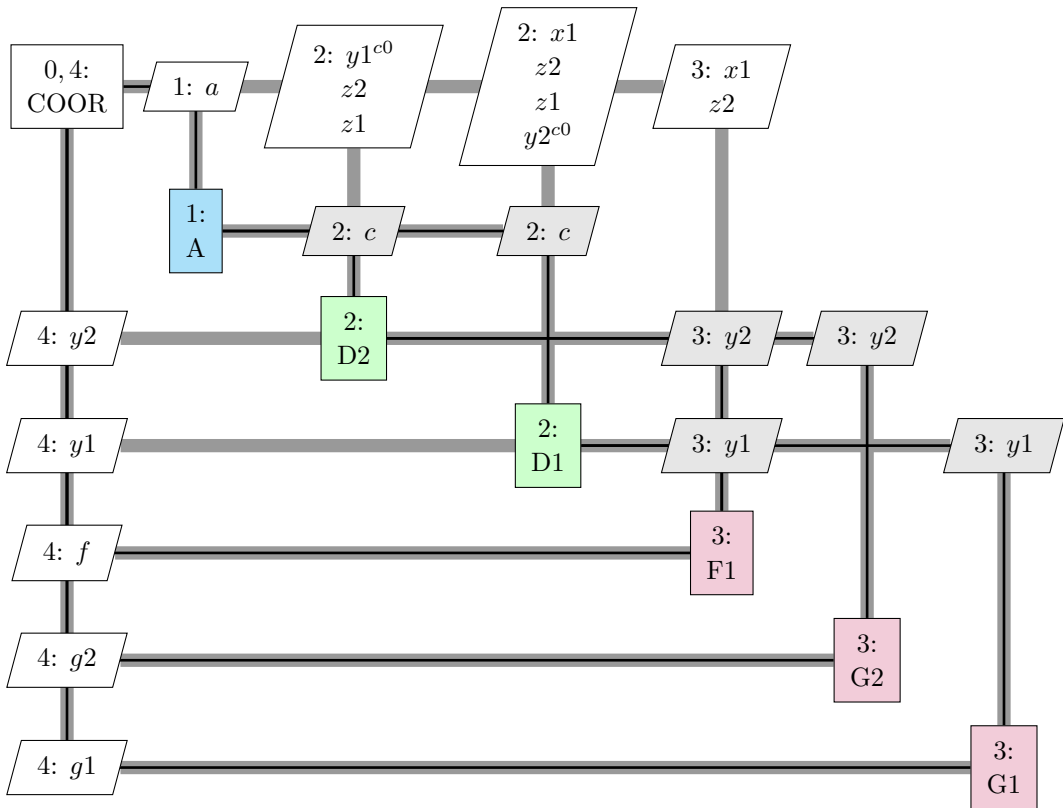 0, 4:
COOR
1: a
2: y1^{c0}
z2
z1
2: x1
z2
z1
y2^{c0}
3: x1
z2
1:
A
2: c
2: c
4: y2
2:
D2
3: y2
3: y2
4: y1
2:
D1
3: y1
3: y1
4: f
3:
F1
4: g2
3:
G2
4: g1
3:
G1